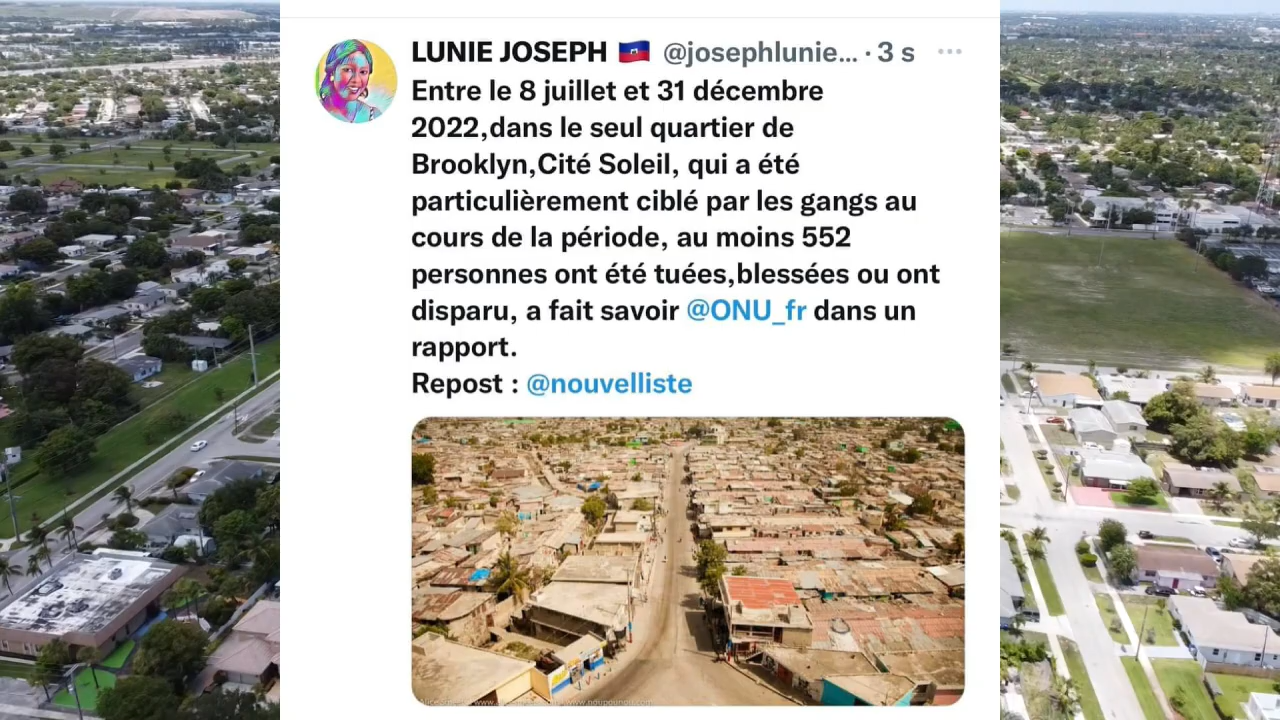 LUNIE JOSEPH 🇭🇹 @josephlunie... · 3 s
Entre le 8 juillet et 31 décembre
2022,dans le seul quartier de
Brooklyn,Cité Soleil, qui a été
particulièrement ciblé par les gangs au
cours de la période, au moins 552
personnes ont été tuées,blessées ou ont
disparu, a fait savoir @ONU_fr dans un
rapport.
Repost : @nouvelliste